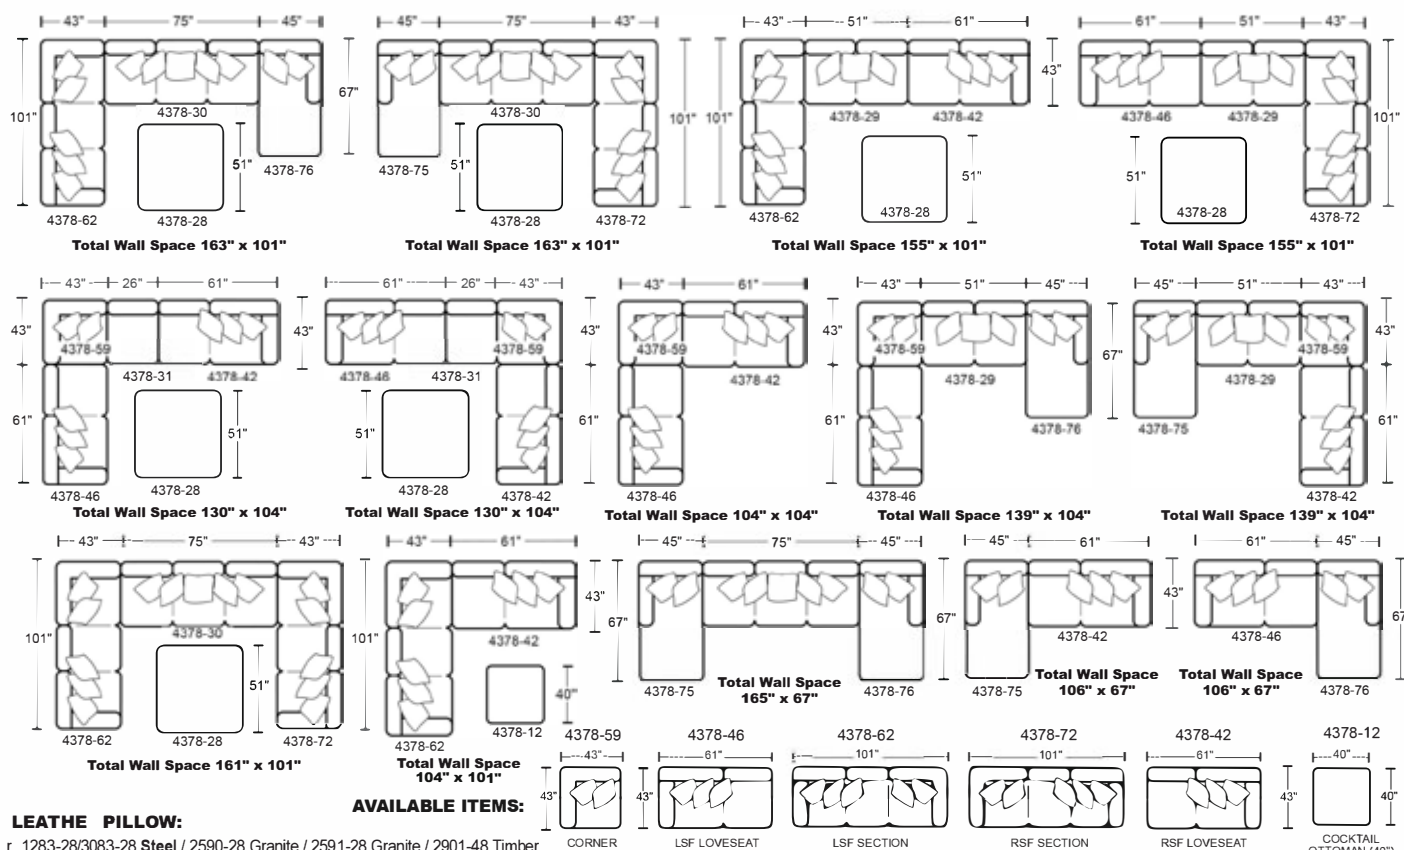 43" 75" 45" 45" 75" 43" 43" 51" 61" 61" 51" 43"
101" 67" 101" 101" 43" 101"
4378-30 4378-30 4378-29 4378-42 4378-46 4378-29
51" 4378-76 4378-75 51" 51" 51"
4378-62 4378-28 4378-28 4378-72 4378-62 4378-28 4378-28 4378-72
Total Wall Space 163" x 101" Total Wall Space 163" x 101" Total Wall Space 155" x 101" Total Wall Space 155" x 101"
43" 26" 61" 61" 26" 43" 43" 61" 43" 51" 45" 45" 51" 43"
43" 43" 43" 43" 67" 43"
4378-59 4378-59 4378-59 4378-59 4378-59
4378-31 4378-42 4378-46 4378-31 4378-42 4378-29 4378-29
61" 51" 51" 61" 61" 4378-76 4378-75 61"
4378-46 4378-28 4378-28 4378-42 4378-46 4378-46 4378-42
Total Wall Space 130" x 104" Total Wall Space 130" x 104" Total Wall Space 104" x 104" Total Wall Space 139" x 104" Total Wall Space 139" x 104"
43" 75" 43" 43" 61" 45" 75" 45" 45" 61" 61" 45"
101" 101" 43" 67" 67" 43" 67
4378-30 4378-42 4378-42 4378-46
51" 40" 4378-75 4378-76 4378-75 4378-76
Total Wall Space
165" x 67"
Total Wall Space
106" x 67"
Total Wall Space
106" x 67"
4378-62 4378-28 4378-72 4378-62 4378-12
Total Wall Space 161" x 101"
Total Wall Space
104" x 101"
4378-59 4378-46 4378-62 4378-72 4378-42 4378-12
43" 61" 101" 101" 61" 40"
43" 43" 43" 40"
AVAILABLE ITEMS:
CORNER LSF LOVESEAT LSF SECTION RSF SECTION RSF LOVESEAT COCKTAIL
OTTOMAN (40")
LEATHE PILLOW:
r 1283-28/3083-28 Steel / 2590-28 Granite / 2591-28 Granite / 2901-48 Timber